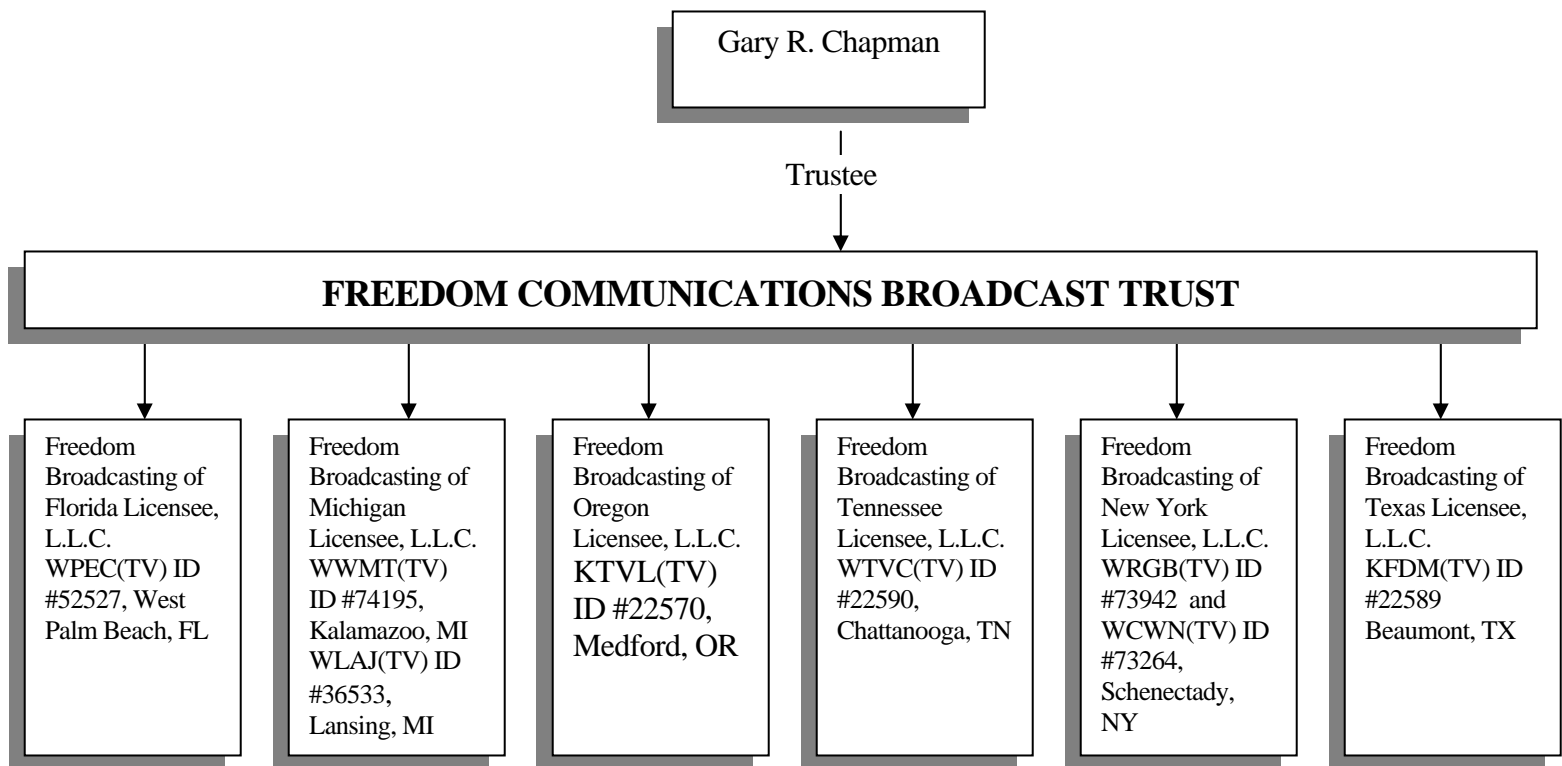 Gary R. Chapman
Trustee
FREEDOM COMMUNICATIONS BROADCAST TRUST
Freedom
Broadcasting of
Florida Licensee,
L.L.C.
WPEC(TV) ID
#52527, West
Palm Beach, FL
Freedom
Broadcasting of
Michigan
Licensee, L.L.C.
WWMT(TV)
ID #74195,
Kalamazoo, MI
WLAJ(TV) ID
#36533,
Lansing, MI
Freedom
Broadcasting of
Oregon
Licensee, L.L.C.
KTVL(TV)
ID #22570,
Medford, OR
Freedom
Broadcasting of
Tennessee
Licensee, L.L.C.
WTVC(TV) ID
#22590,
Chattanooga, TN
Freedom
Broadcasting of
New York
Licensee, L.L.C.
WRGB(TV) ID
#73942 and
WCWN(TV) ID
#73264,
Schenectady,
NY
Freedom
Broadcasting of
Texas Licensee,
L.L.C.
KFDM(TV) ID
#22589
Beaumont, TX